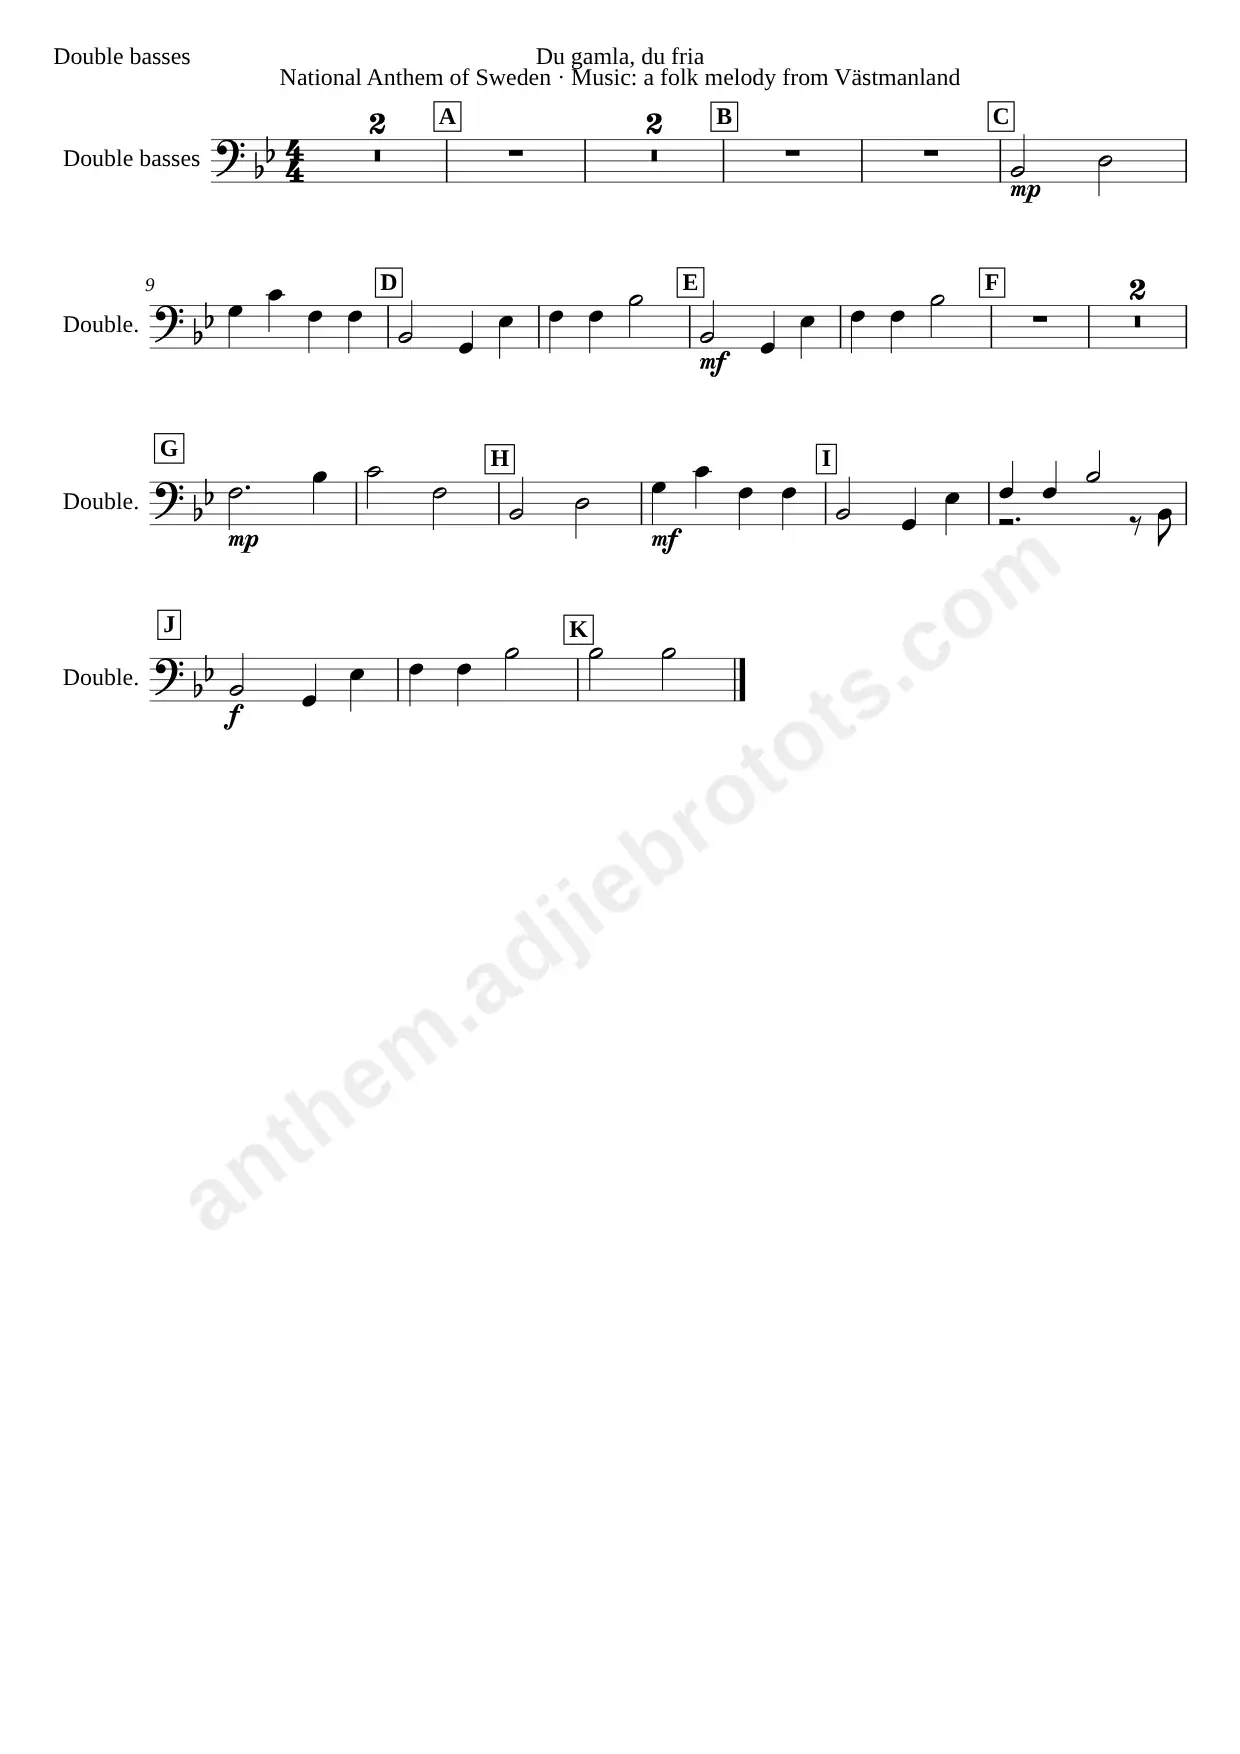 Double basses
Du gamla, du fria
National Anthem of Sweden · Music: a folk melody from Västmanland
2 A 2 B C
Double basses
mp
9 D E F 2
Double.
mf
G H I
Double.
mp mf
J K
Double.
f
anthem.adjiebrotots.com